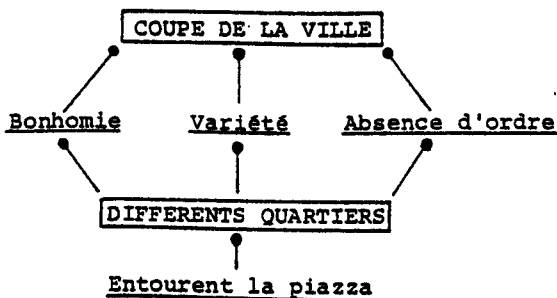 COUPE DE LA VILLE
Bonhomie Variété Absence d'ordre
DIFFERENTS QUARTIERS
Entourent la piazza